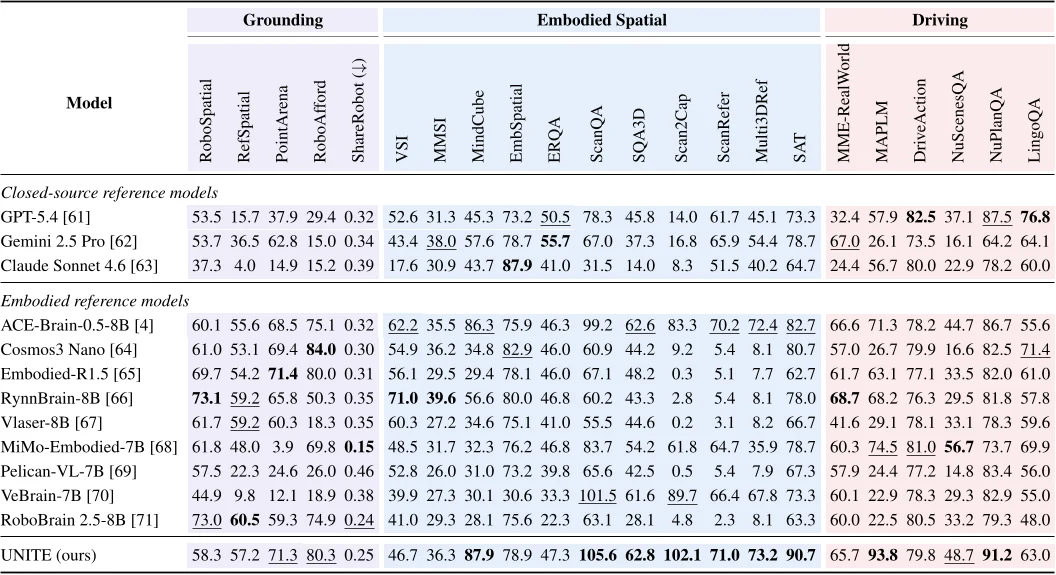 Grounding Embodied Spatial Driving
Model RoboSpatial RefSpatial PointArena RoboAfford ShareRobot (↓) VSI MMSI MindCube EmbSpatial ERQA ScanQA SQA3D Scan2Cap ScanRefer Multi3DRef SAT MME-RealWorld MAPLM DriveAction NuScenesQA NuPlanQA LingoQA
Closed-source reference models
GPT-5.4 [61] 53.5 15.7 37.9 29.4 0.32 52.6 31.3 45.3 73.2 50.5 78.3 45.8 14.0 61.7 45.1 73.3 32.4 57.9 82.5 37.1 87.5 76.8
Gemini 2.5 Pro [62] 53.7 36.5 62.8 15.0 0.34 43.4 38.0 57.6 78.7 55.7 67.0 37.3 16.8 65.9 54.4 78.7 67.0 26.1 73.5 16.1 64.2 64.1
Claude Sonnet 4.6 [63] 37.3 4.0 14.9 15.2 0.39 17.6 30.9 43.7 87.9 41.0 31.5 14.0 8.3 51.5 40.2 64.7 24.4 56.7 80.0 22.9 78.2 60.0
Embodied reference models
ACE-Brain-0.5-8B [4] 60.1 55.6 68.5 75.1 0.32 62.2 35.5 86.3 75.9 46.3 99.2 62.6 83.3 70.2 72.4 82.7 66.6 71.3 78.2 44.7 86.7 55.6
Cosmos3 Nano [64] 61.0 53.1 69.4 84.0 0.30 54.9 36.2 34.8 82.9 46.0 60.9 44.2 9.2 5.4 8.1 80.7 57.0 26.7 79.9 16.6 82.5 71.4
Embodied-R1.5 [65] 69.7 54.2 71.4 80.0 0.31 56.1 29.5 29.4 78.1 46.0 67.1 48.2 0.3 5.1 7.7 62.7 61.7 63.1 77.1 33.5 82.0 61.0
RynnBrain-8B [66] 73.1 59.2 65.8 50.3 0.35 71.0 39.6 56.6 80.0 46.8 60.2 43.3 2.8 5.4 8.1 78.0 68.7 68.2 76.3 29.5 81.8 57.8
Vlaser-8B [67] 61.7 59.2 60.3 18.3 0.35 60.3 27.2 34.6 75.1 41.0 55.5 44.6 0.2 3.1 8.2 66.7 41.6 29.1 78.1 33.1 78.3 59.6
MiMo-Embodied-7B [68] 61.8 48.0 3.9 69.8 0.15 48.5 31.7 32.3 76.2 46.8 83.7 54.2 61.8 64.7 35.9 78.7 60.3 74.5 81.0 56.7 73.7 69.9
Pelican-VL-7B [69] 57.5 22.3 24.6 26.0 0.46 52.8 26.0 31.0 73.2 39.8 65.6 42.5 0.5 5.4 7.9 67.3 57.9 24.4 77.2 14.8 83.4 56.0
VeBrain-7B [70] 44.9 9.8 12.1 18.9 0.38 39.9 27.3 30.1 30.6 33.3 101.5 61.6 89.7 66.4 67.8 73.3 60.1 22.9 78.3 29.3 82.9 55.0
RoboBrain 2.5-8B [71] 73.0 60.5 59.3 74.9 0.24 41.0 29.3 28.1 75.6 22.3 63.1 28.1 4.8 2.3 8.1 63.3 60.0 22.5 80.5 33.2 79.3 48.0
UNITE (ours) 58.3 57.2 71.3 80.3 0.25 46.7 36.3 87.9 78.9 47.3 105.6 62.8 102.1 71.0 73.2 90.7 65.7 93.8 79.8 48.7 91.2 63.0